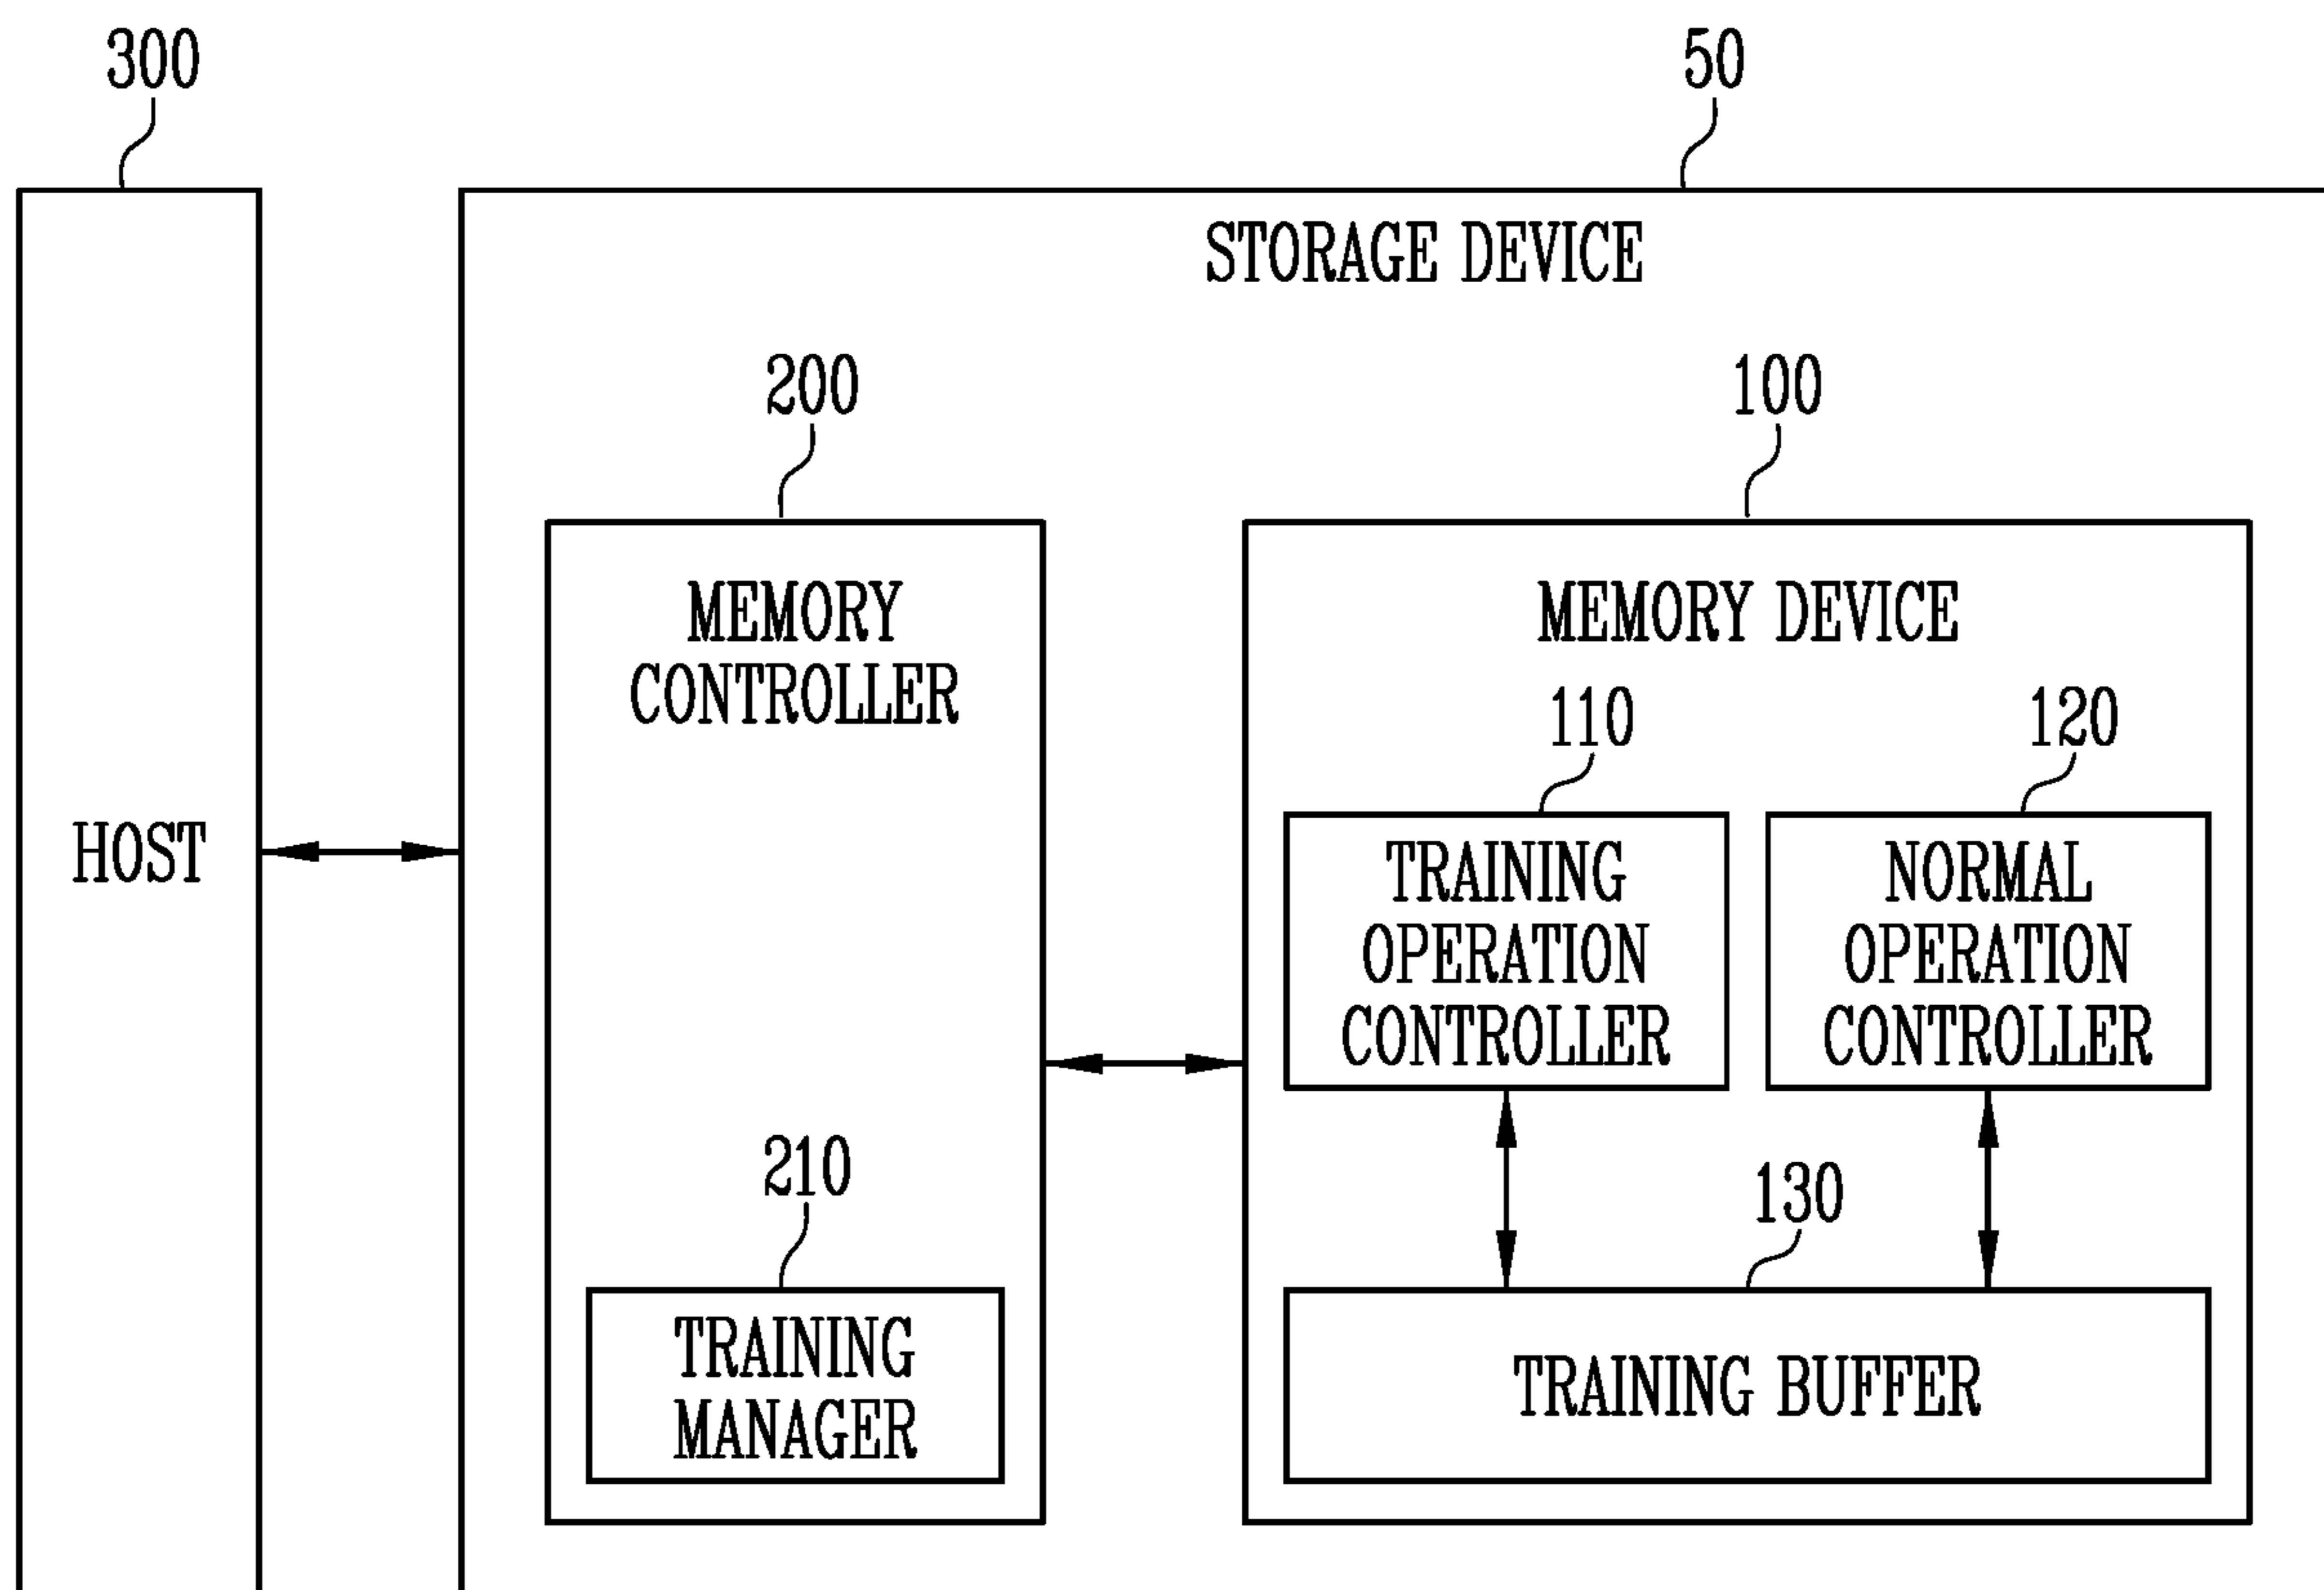 300
50
STORAGE DEVICE
200
100
MEMORY
CONTROLLER
MEMORY DEVICE
110
120
HOST
TRAINING
OPERATION
CONTROLLER
NORMAL
OPERATION
CONTROLLER
210
130
TRAINING
MANAGER
TRAINING BUFFER